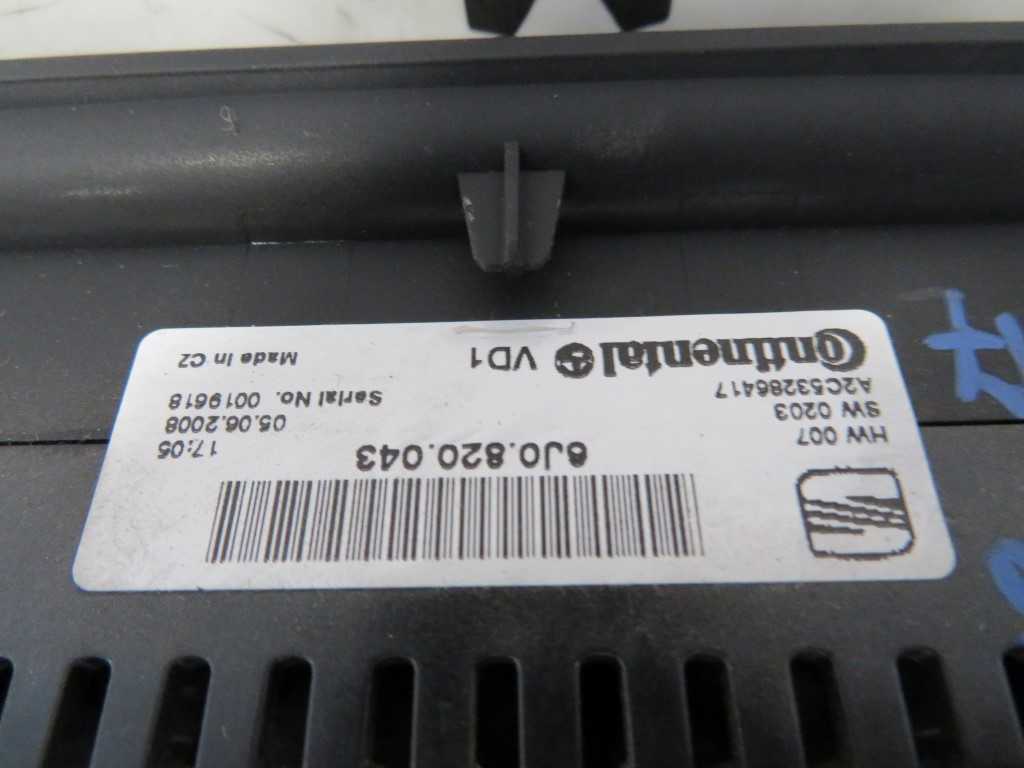 6J0.820.043
HW 007
SW 0203
A2C53286417
17:05
05.06.2008
Serial No. 0019618
Continental VD1
Made in CZ